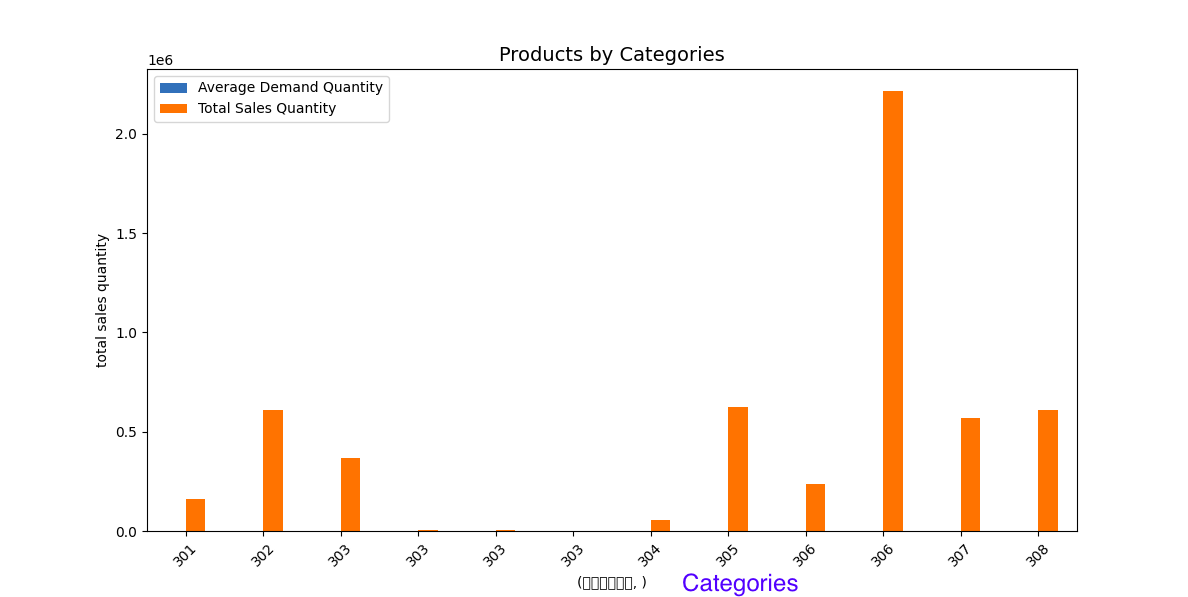 Products by Categories
1e6
Average Demand Quantity
Total Sales Quantity
2.0
1.5
1.0
0.5
0.0
total sales quantity
301 302 303 303 303 303 304 305 306 306 307 308
(□□□□□□, )
Categories